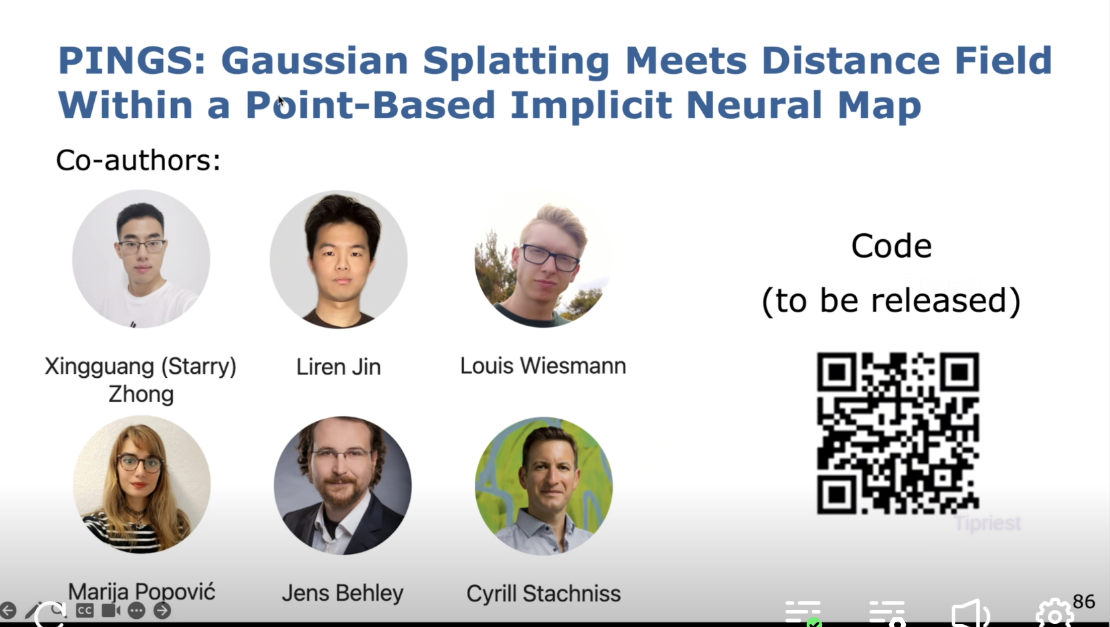 PINGS: Gaussian Splatting Meets Distance Field
Within a Point-Based Implicit Neural Map
Co-authors:
Xingguang (Starry)
Zhong
Liren Jin
Louis Wiesmann
Marija Popović
Jens Behley
Cyrill Stachniss
Code
(to be released)
Tipriest
CC
86